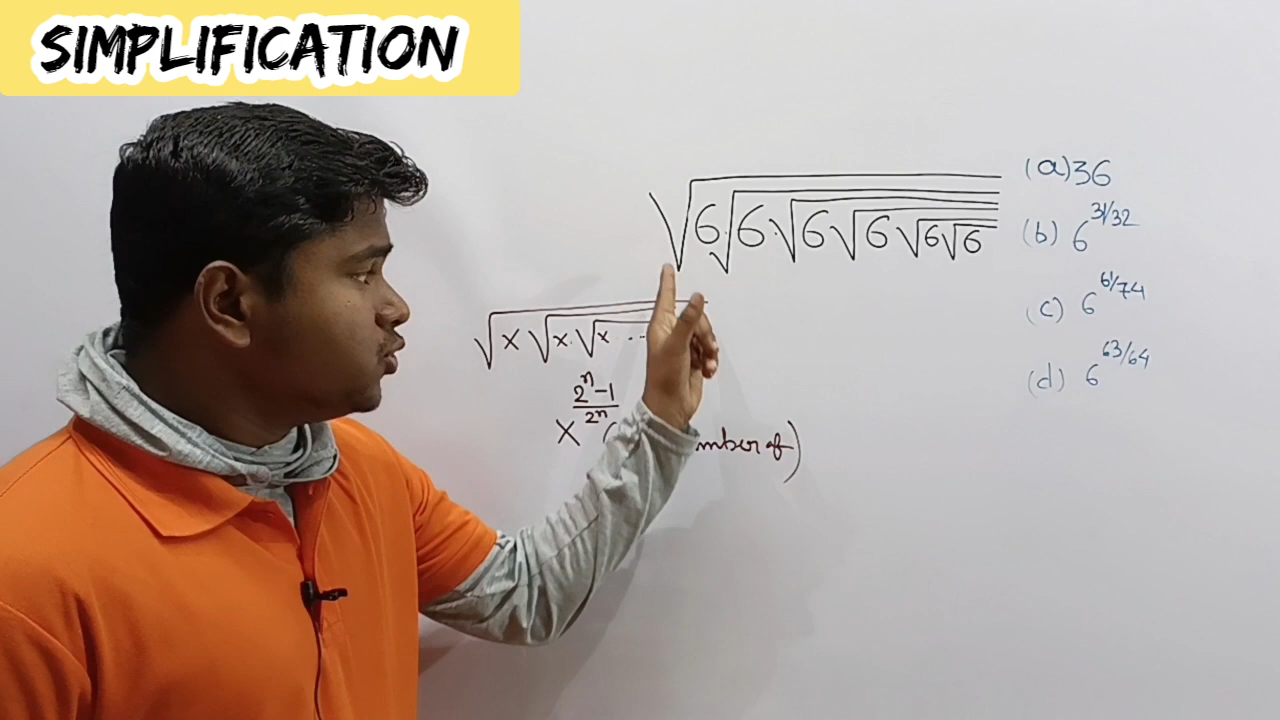 SIMPLIFICATION
√6√6√6√6√6√6
(a) 36
(b) 6^31/32
(c) 6^61/74
(d) 6^63/64
√x√x.√x ...
x^(2^n-1)/2^n
( mber of)